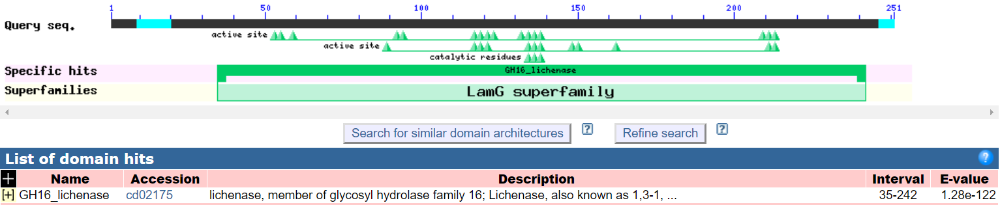 1 50 100 150 200 251
Query seq.
active site
active site
catalytic residues
Specific hits GH16_lichenase
Superfamilies LamG superfamily
Search for similar domain architectures ? Refine search ?
List of domain hits ?
+ Name Accession Description Interval E-value
[+] GH16_lichenase cd02175 lichenase, member of glycosyl hydrolase family 16; Lichenase, also known as 1,3-1, ... 35-242 1.28e-122